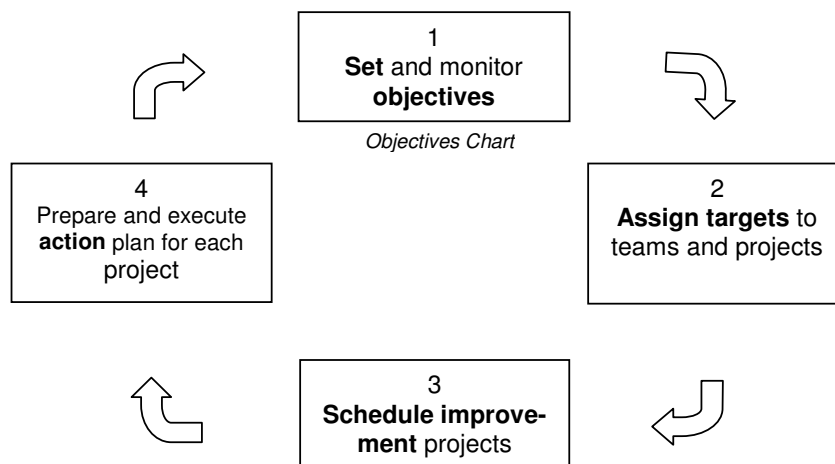 1
Set and monitor
objectives
Objectives Chart
2
Assign targets to
teams and projects
3
Schedule improve-
ment projects
4
Prepare and execute
action plan for each
project